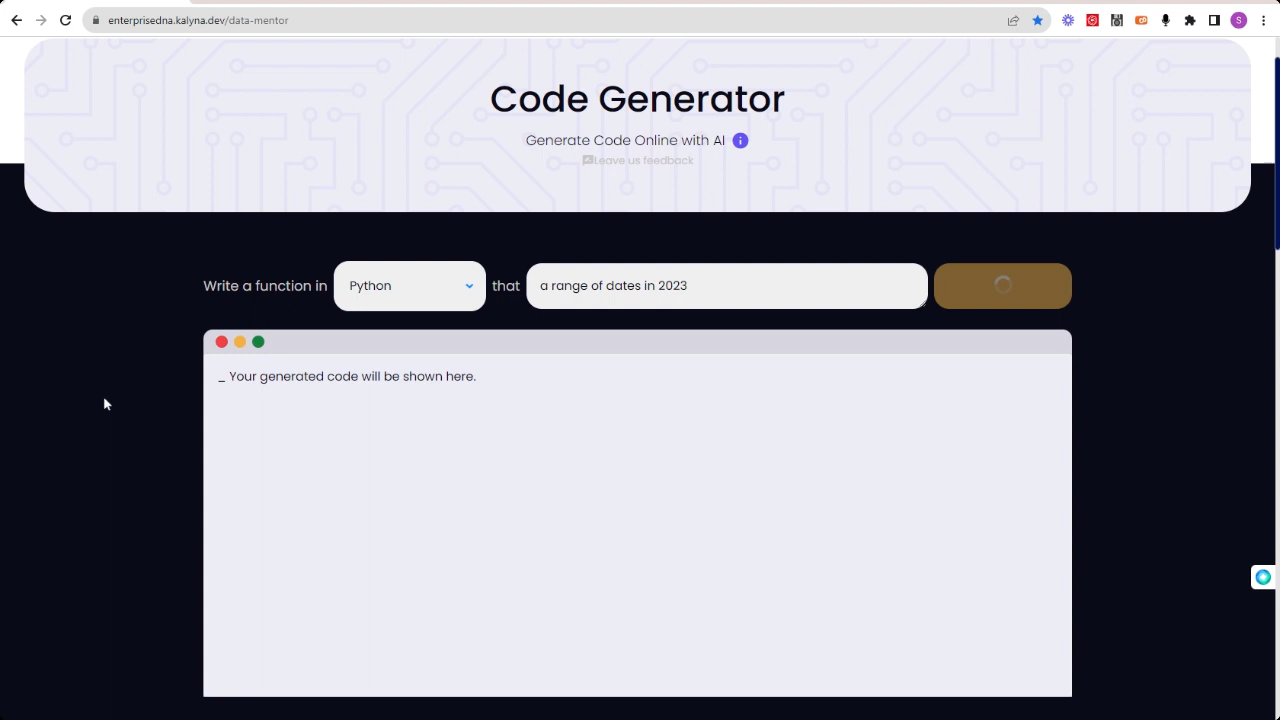 enterprisedna.kalyna.dev/data-mentor
S
Code Generator
Generate Code Online with AI i
Leave us feedback
Write a function in Python that a range of dates in 2023
_ Your generated code will be shown here.